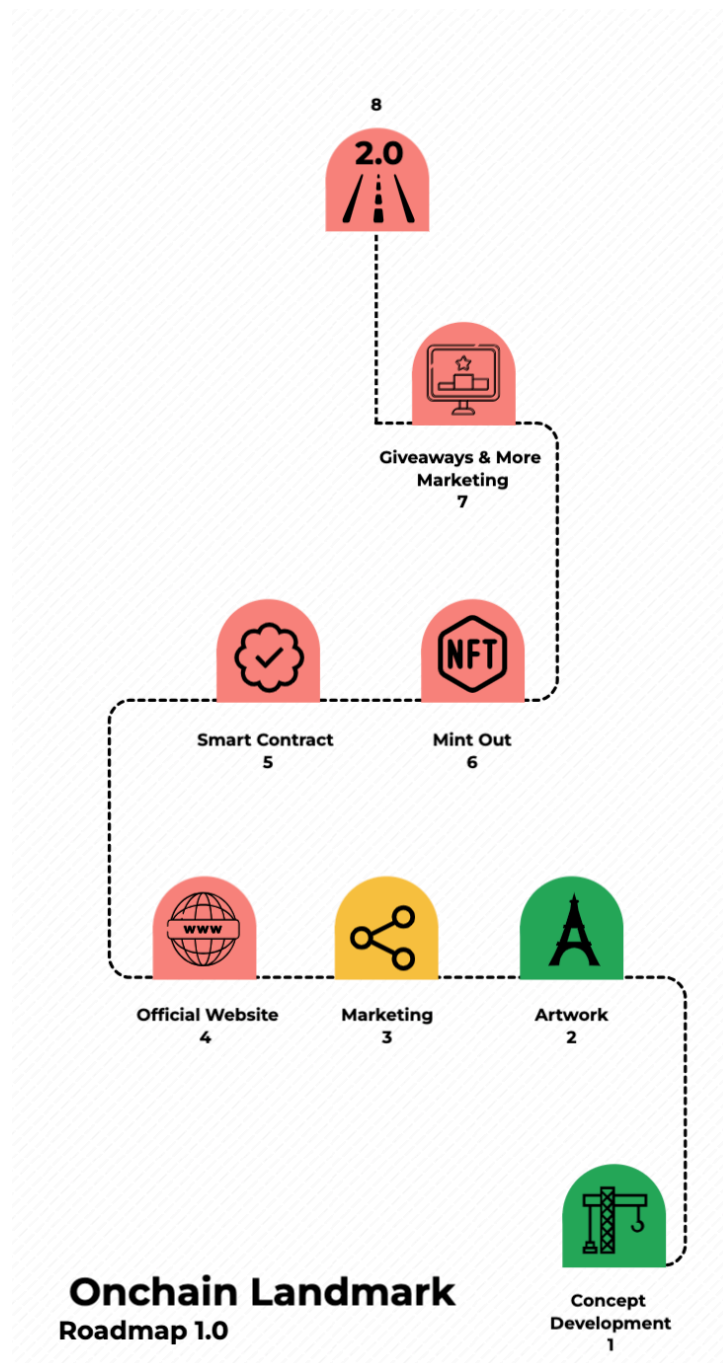 8
2.0
Giveaways & More
Marketing
7
NFT
Smart Contract
5
Mint Out
6
www
Official Website
4
Marketing
3
Artwork
2
Onchain Landmark
Roadmap 1.0
Concept
Development
1